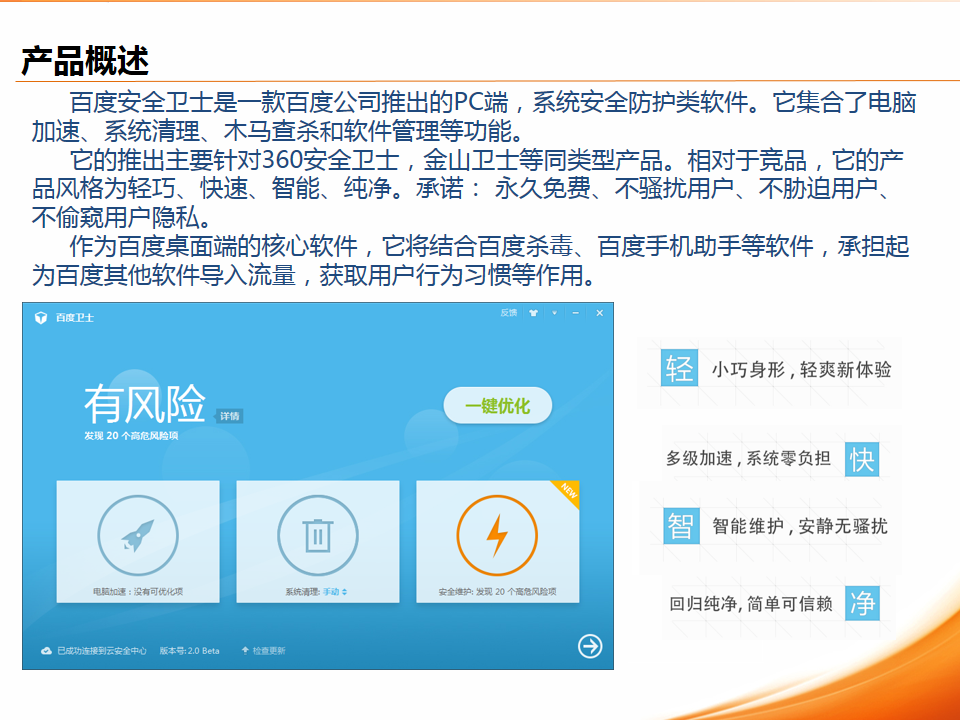 产品概述
百度安全卫士是一款百度公司推出的PC端，系统安全防护类软件。它集合了电脑
加速、系统清理、木马查杀和软件管理等功能。
它的推出主要针对360安全卫士，金山卫士等同类型产品。相对于竞品，它的产
品风格为轻巧、快速、智能、纯净。承诺： 永久免费、不骚扰用户、不胁迫用户、
不偷窥用户隐私。
作为百度桌面端的核心软件，它将结合百度杀毒、百度手机助手等软件，承担起
为百度其他软件导入流量，获取用户行为习惯等作用。
百度卫士
反馈
有风险
详情
发现 20 个高危风险项
一键优化
NEW
电脑加速：没有可优化项
系统清理: 手动
安全维护: 发现 20 个高危风险项
已成功连接到云安全中心 版本号:2.0 Beta 检查更新
轻 小巧身形，轻爽新体验
多级加速，系统零负担 快
智 智能维护，安静无骚扰
回归纯净，简单可信赖 净